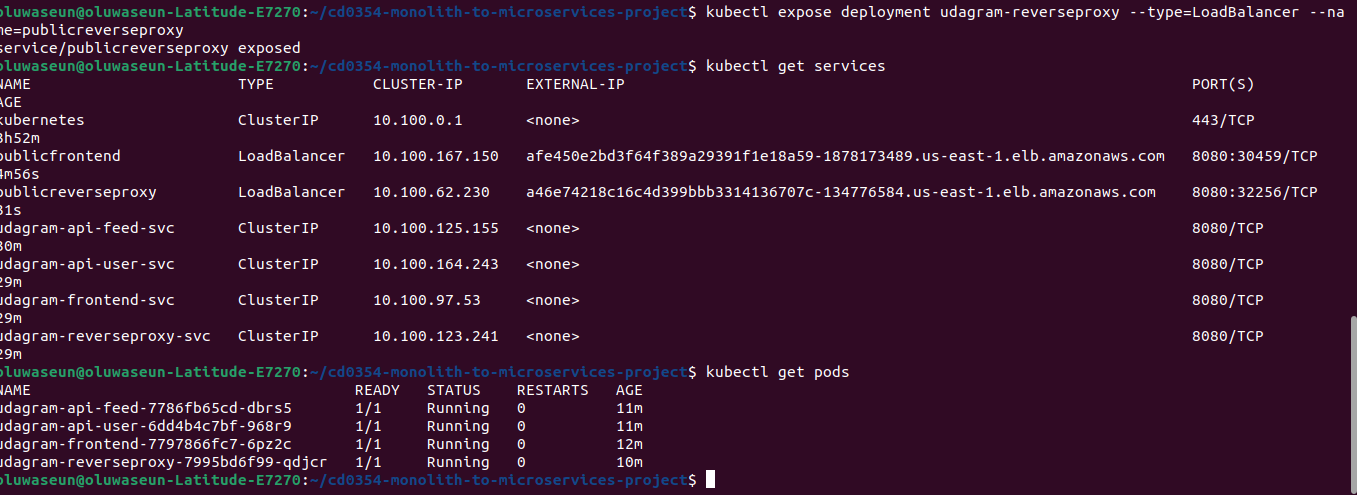 oluwaseun@oluwaseun-Latitude-E7270:~/cd0354-monolith-to-microservices-project$ kubectl expose deployment udagram-reverseproxy --type=LoadBalancer --na
me=publicreverseproxy
service/publicreverseproxy exposed
oluwaseun@oluwaseun-Latitude-E7270:~/cd0354-monolith-to-microservices-project$ kubectl get services
NAME TYPE CLUSTER-IP EXTERNAL-IP PORT(S)
AGE
kubernetes ClusterIP 10.100.0.1 <none> 443/TCP
3h52m
publicfrontend LoadBalancer 10.100.167.150 afe450e2bd3f64f389a29391f1e18a59-1878173489.us-east-1.elb.amazonaws.com 8080:30459/TCP
4m56s
publicreverseproxy LoadBalancer 10.100.62.230 a46e74218c16c4d399bbb3314136707c-134776584.us-east-1.elb.amazonaws.com 8080:32256/TCP
31s
udagram-api-feed-svc ClusterIP 10.100.125.155 <none> 8080/TCP
30m
udagram-api-user-svc ClusterIP 10.100.164.243 <none> 8080/TCP
29m
udagram-frontend-svc ClusterIP 10.100.97.53 <none> 8080/TCP
29m
udagram-reverseproxy-svc ClusterIP 10.100.123.241 <none> 8080/TCP
29m
oluwaseun@oluwaseun-Latitude-E7270:~/cd0354-monolith-to-microservices-project$ kubectl get pods
NAME READY STATUS RESTARTS AGE
udagram-api-feed-7786fb65cd-dbrs5 1/1 Running 0 11m
udagram-api-user-6dd4b4c7bf-968r9 1/1 Running 0 11m
udagram-frontend-7797866fc7-6pz2c 1/1 Running 0 12m
udagram-reverseproxy-7995bd6f99-qdjcr 1/1 Running 0 10m
oluwaseun@oluwaseun-Latitude-E7270:~/cd0354-monolith-to-microservices-project$